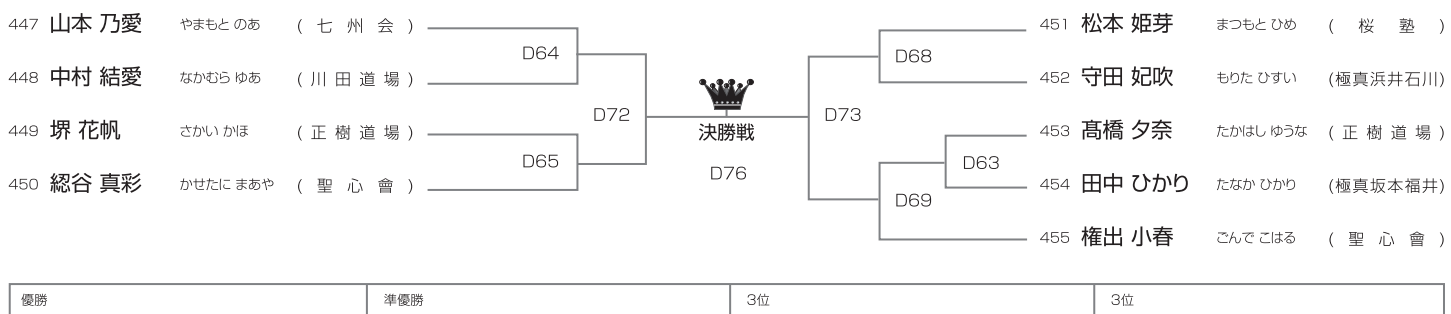 447 山本 乃愛 やまもと のあ (七州会)
448 中村 結愛 なかむら ゆあ (川田道場)
449 堺 花帆 さかい かほ (正樹道場)
450 綛谷 真彩 かせたに まあや (聖心會)
D64
D65
D72
決勝戦
D76
D73
D68
D63
D69
451 松本 姫芽 まつもと ひめ (桜塾)
452 守田 妃吹 もりた ひすい (極真浜井石川)
453 髙橋 夕奈 たかはし ゆうな (正樹道場)
454 田中 ひかり たなか ひかり (極真坂本福井)
455 権出 小春 ごんで こはる (聖心會)
優勝 準優勝 3位 3位